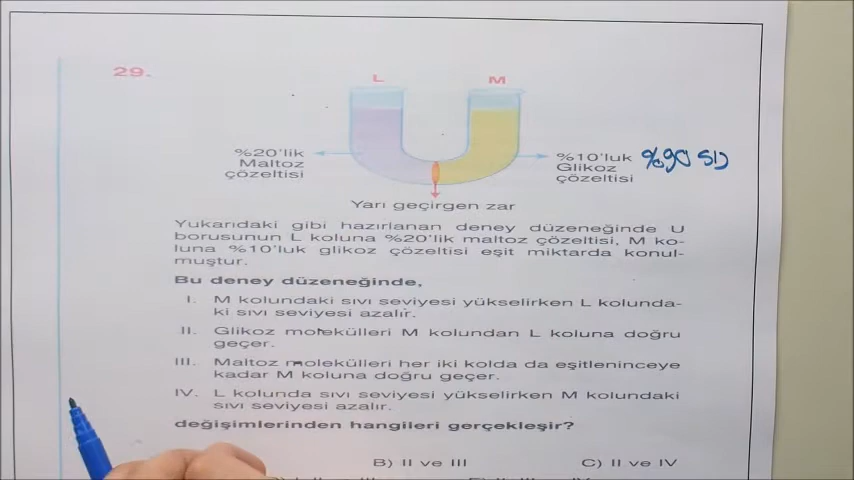 29.
L
M
%20'lik
Maltoz
çözeltisi
%10'luk
Glikoz
çözeltisi
%90 SID
Yarı geçirgen zar
Yukarıdaki gibi hazırlanan deney düzeneğinde U
borusunun L koluna %20'lik maltoz çözeltisi, M ko-
luna %10'luk glikoz çözeltisi eşit miktarda konul-
muştur.
Bu deney düzeneğinde,
I. M kolundaki sıvı seviyesi yükselirken L kolunda-
ki sıvı seviyesi azalır.
II. Glikoz molekülleri M kolundan L koluna doğru
geçer.
III. Maltoz molekülleri her iki kolda da eşitleninceye
kadar M koluna doğru geçer.
IV. L kolunda sıvı seviyesi yükselirken M kolundaki
sıvı seviyesi azalır.
değişimlerinden hangileri gerçekleşir?
B) II ve III
C) II ve IV